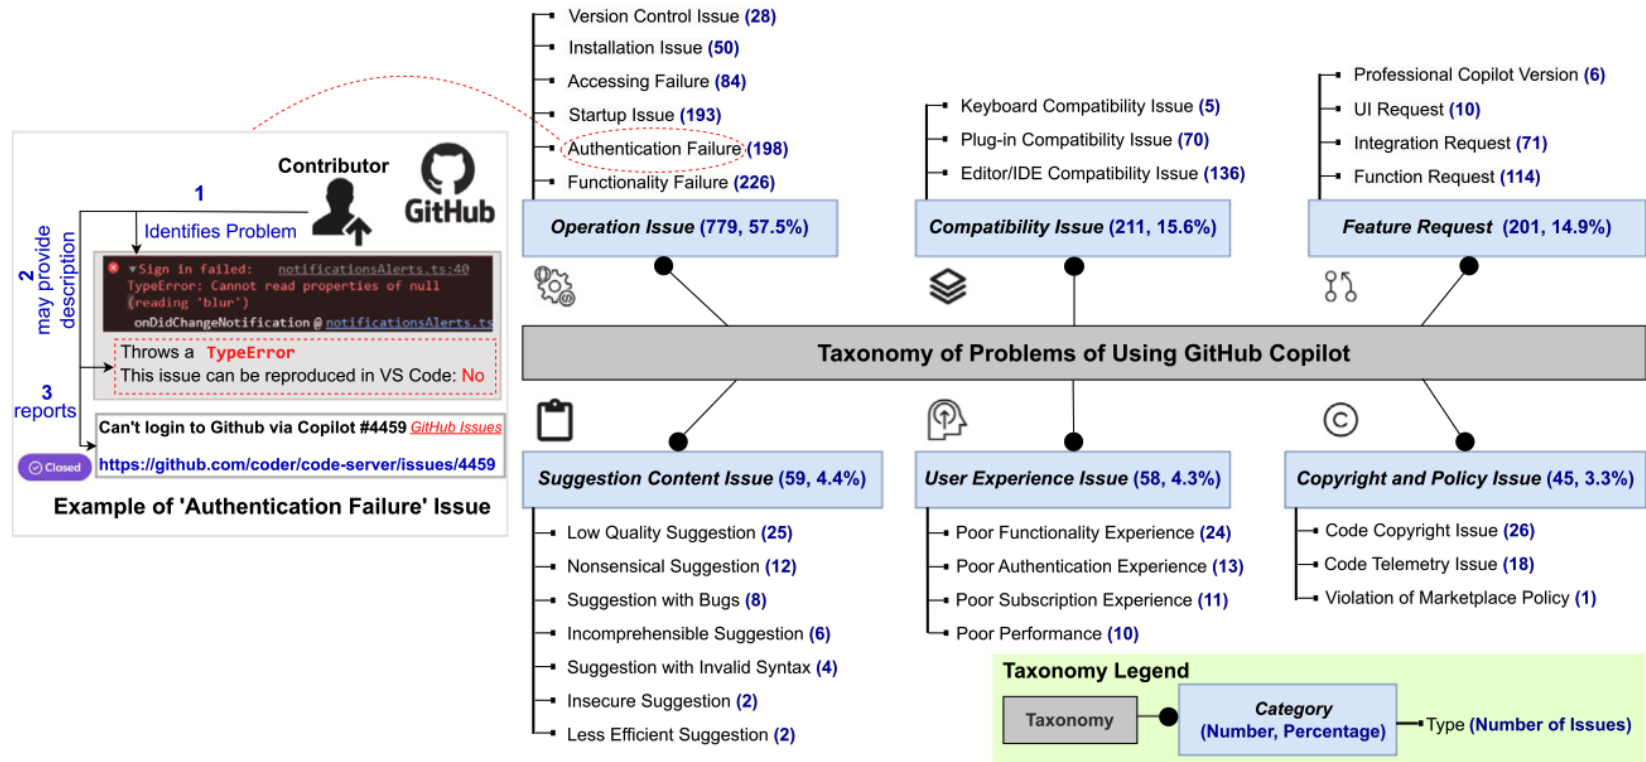 Contributor
GitHub
1
Identifies Problem
2
may provide
description
3
reports
Sign in failed: notificationsAlerts.ts:40
TypeError: Cannot read properties of null
(reading 'blur')
onDidChangeNotification @ notificationsAlerts.ts
Throws a TypeError
This issue can be reproduced in VS Code: No
Can't login to Github via Copilot #4459 GitHub Issues
Closed
https://github.com/coder/code-server/issues/4459
Example of 'Authentication Failure' Issue
Version Control Issue (28)
Installation Issue (50)
Accessing Failure (84)
Startup Issue (193)
Authentication Failure (198)
Functionality Failure (226)
Operation Issue (779, 57.5%)
Keyboard Compatibility Issue (5)
Plug-in Compatibility Issue (70)
Editor/IDE Compatibility Issue (136)
Compatibility Issue (211, 15.6%)
Professional Copilot Version (6)
UI Request (10)
Integration Request (71)
Function Request (114)
Feature Request (201, 14.9%)
Taxonomy of Problems of Using GitHub Copilot
Suggestion Content Issue (59, 4.4%)
Low Quality Suggestion (25)
Nonsensical Suggestion (12)
Suggestion with Bugs (8)
Incomprehensible Suggestion (6)
Suggestion with Invalid Syntax (4)
Insecure Suggestion (2)
Less Efficient Suggestion (2)
User Experience Issue (58, 4.3%)
Poor Functionality Experience (24)
Poor Authentication Experience (13)
Poor Subscription Experience (11)
Poor Performance (10)
C
Copyright and Policy Issue (45, 3.3%)
Code Copyright Issue (26)
Code Telemetry Issue (18)
Violation of Marketplace Policy (1)
Taxonomy Legend
Taxonomy
Category
(Number, Percentage)
Type (Number of Issues)